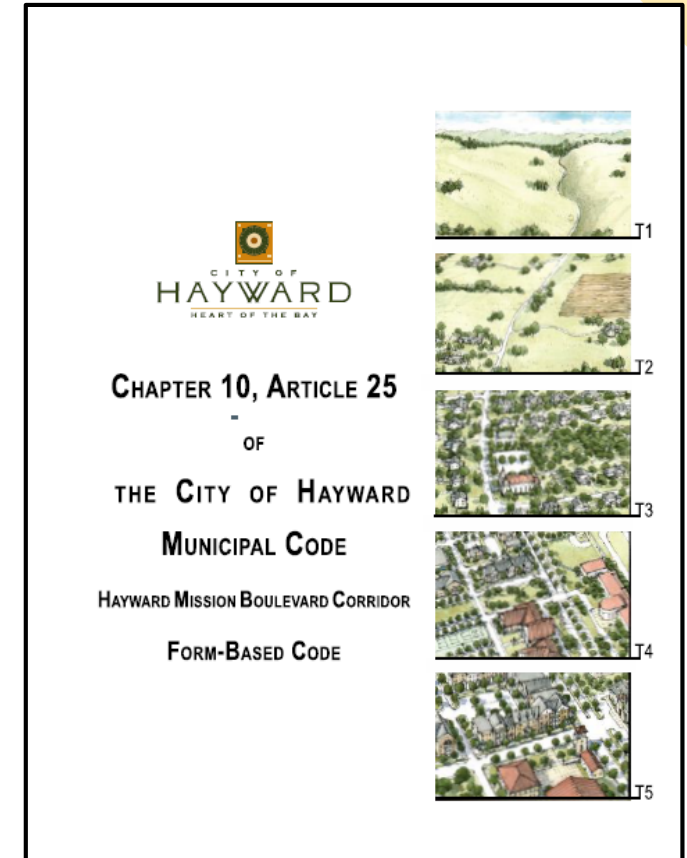 CITY OF
HAYWARD
HEART OF THE BAY
CHAPTER 10, ARTICLE 25
-
OF
THE CITY OF HAYWARD
MUNICIPAL CODE
HAYWARD MISSION BOULEVARD CORRIDOR
FORM-BASED CODE
T1
T2
T3
T4
T5